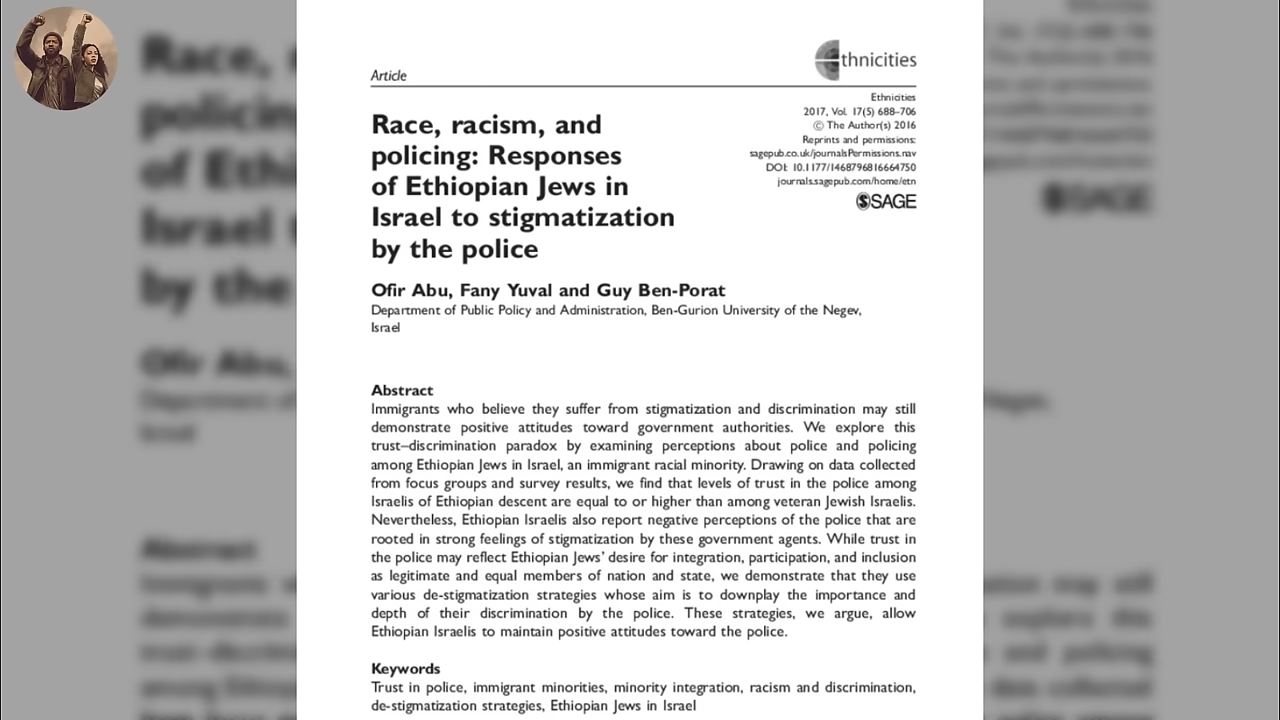 Article
Ethnicities
Race, racism, and
policing: Responses
of Ethiopian Jews in
Israel to stigmatization
by the police
Ethnicities
2017, Vol. 17(5) 688–706
© The Author(s) 2016
Reprints and permissions:
sagepub.co.uk/journalsPermissions.nav
DOI: 10.1177/1468796816664750
journals.sagepub.com/home/etn
SAGE
Ofir Abu, Fany Yuval and Guy Ben-Porat
Department of Public Policy and Administration, Ben-Gurion University of the Negev,
Israel
Abstract
Immigrants who believe they suffer from stigmatization and discrimination may still
demonstrate positive attitudes toward government authorities. We explore this
trust–discrimination paradox by examining perceptions about police and policing
among Ethiopian Jews in Israel, an immigrant racial minority. Drawing on data collected
from focus groups and survey results, we find that levels of trust in the police among
Israelis of Ethiopian descent are equal to or higher than among veteran Jewish Israelis.
Nevertheless, Ethiopian Israelis also report negative perceptions of the police that are
rooted in strong feelings of stigmatization by these government agents. While trust in
the police may reflect Ethiopian Jews' desire for integration, participation, and inclusion
as legitimate and equal members of nation and state, we demonstrate that they use
various de-stigmatization strategies whose aim is to downplay the importance and
depth of their discrimination by the police. These strategies, we argue, allow
Ethiopian Israelis to maintain positive attitudes toward the police.
Keywords
Trust in police, immigrant minorities, minority integration, racism and discrimination,
de-stigmatization strategies, Ethiopian Jews in Israel